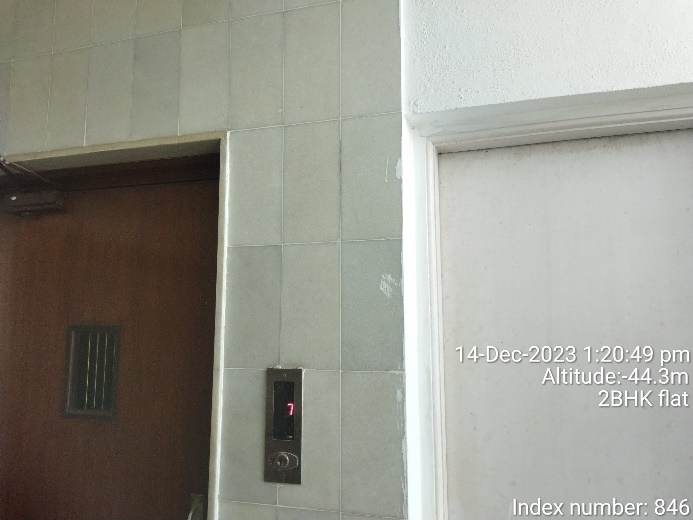 7
14-Dec-2023 1:20:49 pm
Altitude:-44.3m
2BHK flat
Index number: 846